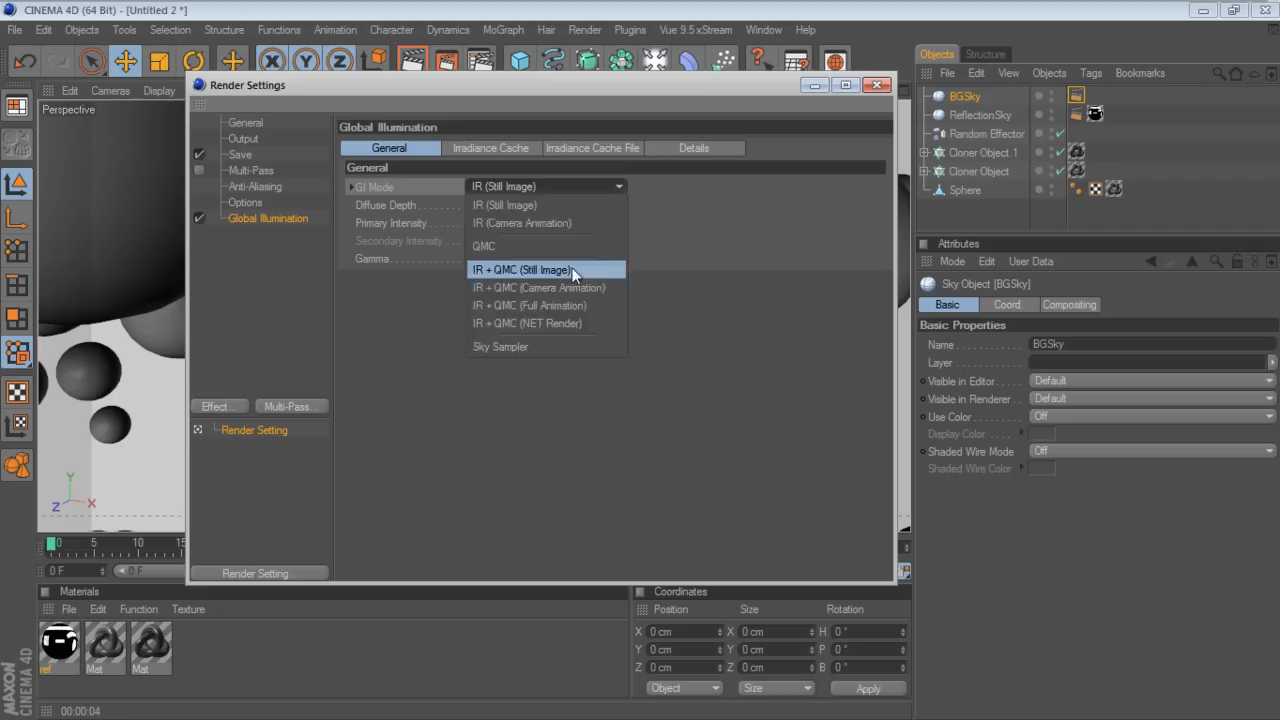 CINEMA 4D (64 Bit) - [Untitled 2 *]
File Edit Objects Tools Selection Structure Functions Animation Character Dynamics MoGraph Hair Render Plugins Vue 9.5xStream Window Help
Edit Cameras Display
Perspective
Y
Z X
0 5 10 15
0 F 0 F
Render Settings
General
Output
Save
Multi-Pass
Anti-Aliasing
Options
Global Illumination
Effect... Multi-Pass...
Render Setting
Render Setting...
Global Illumination
General Irradiance Cache Irradiance Cache File Details
General
GI Mode IR (Still Image)
Diffuse Depth
Primary Intensity
Secondary Intensity
Gamma
IR (Still Image)
IR (Camera Animation)
QMC
IR + QMC (Still Image)
IR + QMC (Camera Animation)
IR + QMC (Full Animation)
IR + QMC (NET Render)
Sky Sampler
Objects Structure
File Edit View Objects Tags Bookmarks
BGSky
ReflectionSky
Random Effector
Cloner Object.1
Cloner Object
Sphere
Attributes
Mode Edit User Data
Sky Object [BGSky]
Basic Coord. Compositing
Basic Properties
Name BGSky
Layer
Visible in Editor Default
Visible in Renderer Default
Use Color Off
Display Color
Shaded Wire Mode Off
Shaded Wire Color
Materials
File Edit Function Texture
ref Mat Mat
Coordinates
Position Size Rotation
X 0 cm X 0 cm H 0 °
Y 0 cm Y 0 cm P 0 °
Z 0 cm Z 0 cm B 0 °
Object Size Apply
MAXON
CINEMA 4D
00:00:04